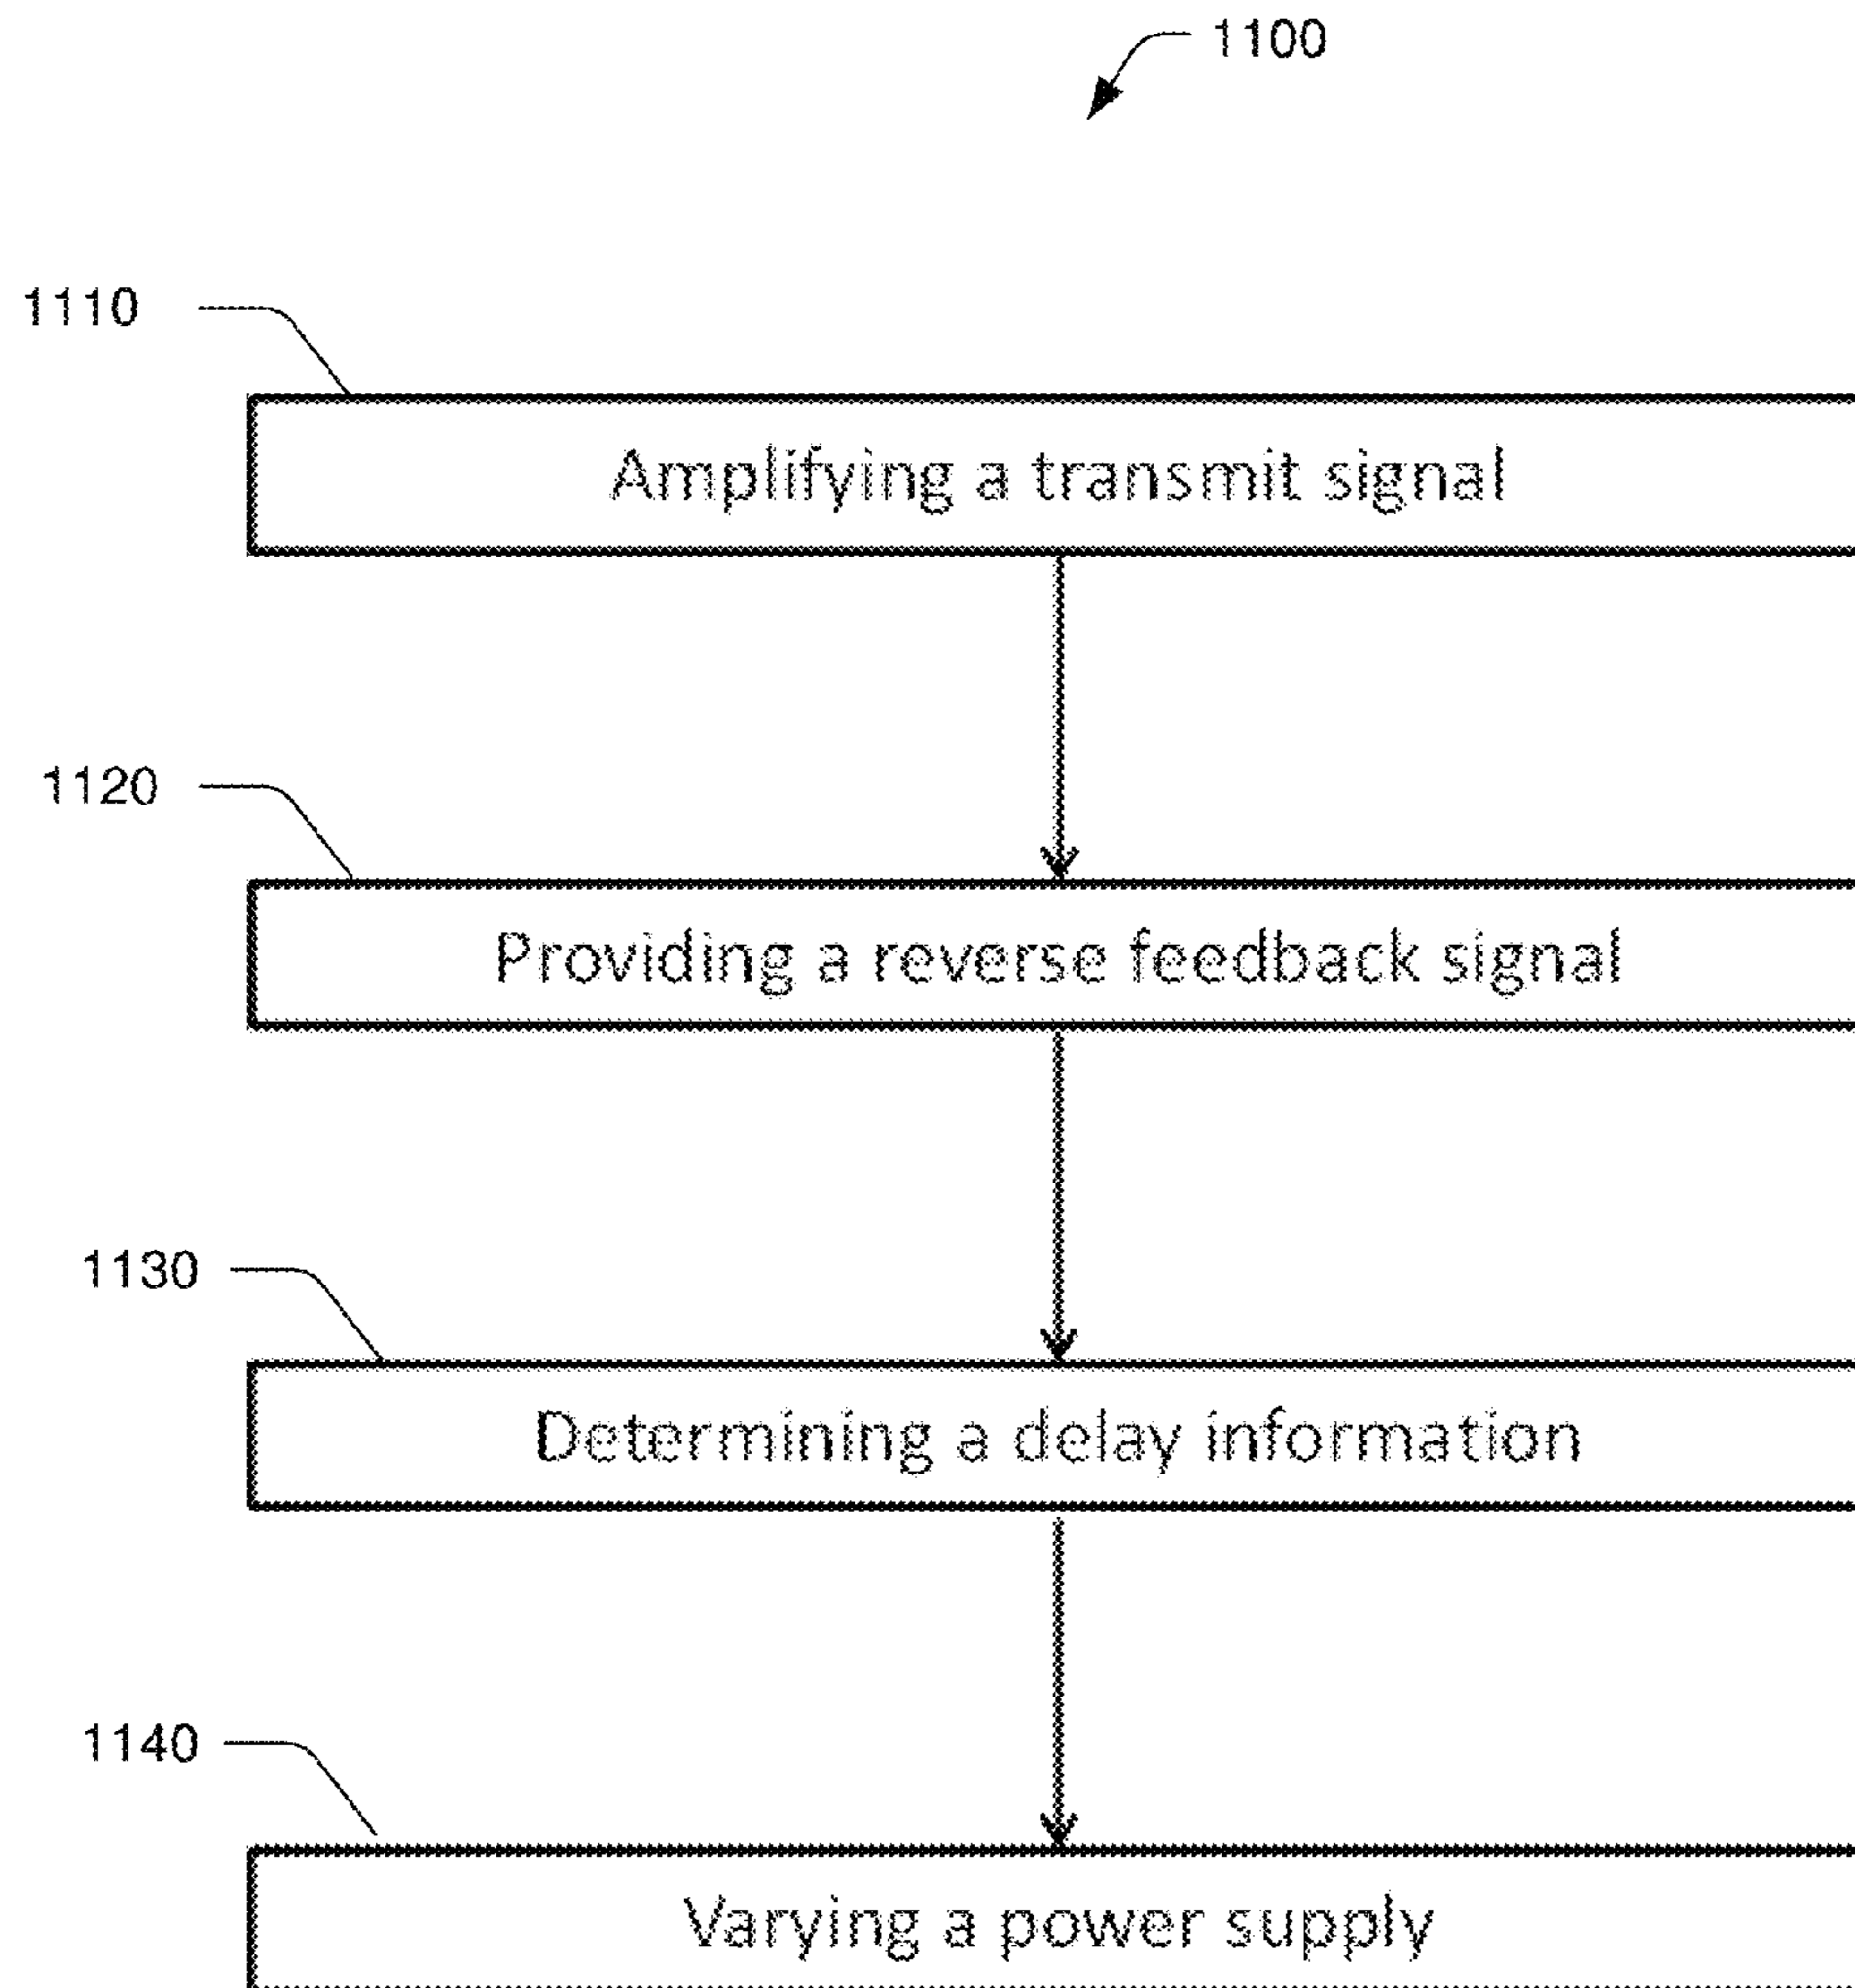 1100
1110
Amplifying a transmit signal
1120
Providing a reverse feedback signal
1130
Determining a delay information
1140
Varying a power supply